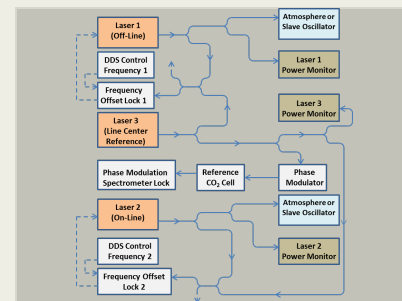 Laser 1
(Off-Line)
Atmosphere or
Slave Oscillator
DDS Control
Frequency 1
Laser 1
Power Monitor
Frequency
Offset Lock 1
Laser 3
Power Monitor
Laser 3
(Line Center
Reference)
Phase Modulation
Spectrometer Lock
Reference
CO₂ Cell
Phase
Modulator
Laser 2
(On-Line)
Atmosphere or
Slave Oscillator
DDS Control
Frequency 2
Laser 2
Power Monitor
Frequency Offset
Lock 2